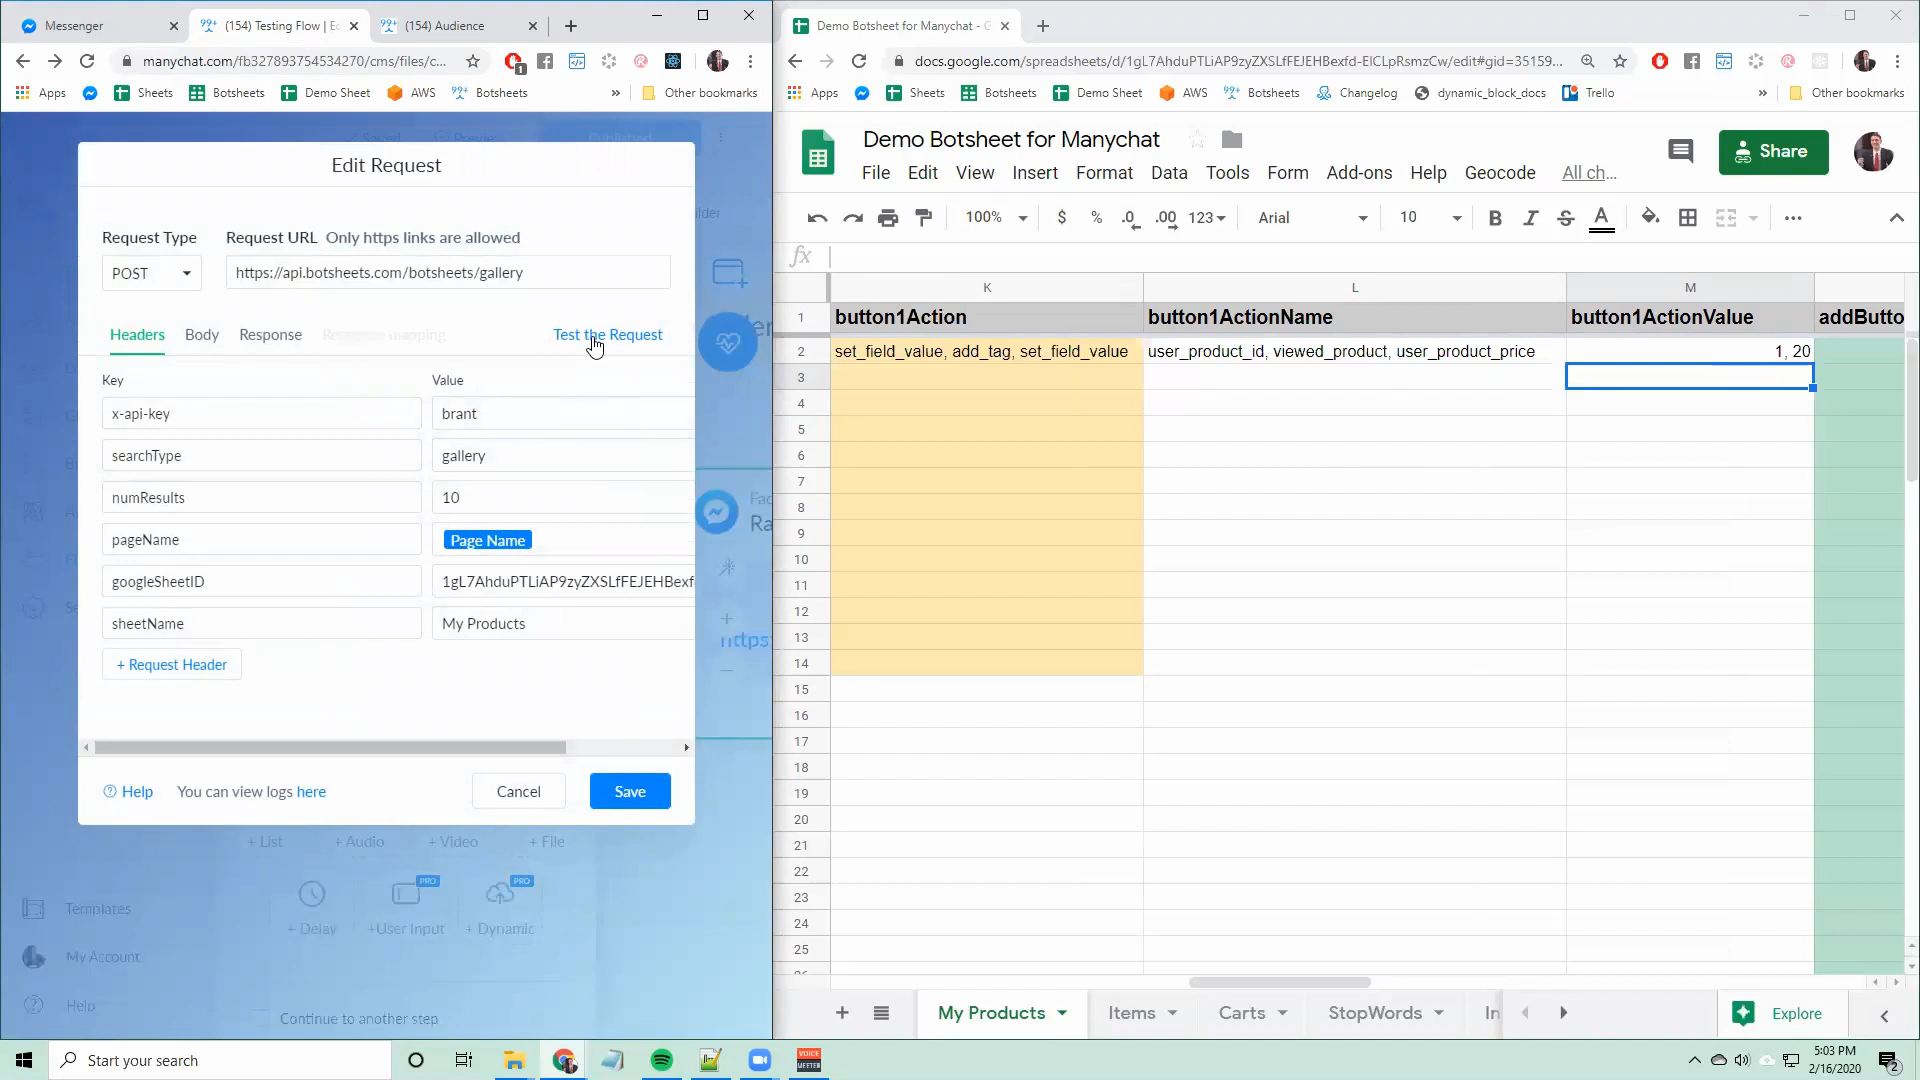 Messenger
(154) Testing Flow | Ec
(154) Audience
manychat.com/fb327893754534270/cms/files/c...
Apps
Sheets
Botsheets
Demo Sheet
AWS
Botsheets
»
Other bookmarks
Edit Request
Request Type
Request URL Only https links are allowed
POST
https://api.botsheets.com/botsheets/gallery
Headers
Body
Response
Response mapping
Test the Request
Key
Value
x-api-key
brant
searchType
gallery
numResults
10
pageName
Page Name
googleSheetID
1gL7AhduPTLiAP9zyZXSLfFEJEHBexf
sheetName
My Products
+ Request Header
Help
You can view logs here
Cancel
Save
+ List
+ Audio
+ Video
+ File
PRO
PRO
+ Delay
+User Input
+ Dynamic
Continue to another step
Templates
My Account
Help
https:
Demo Botsheet for Manychat - G
docs.google.com/spreadsheets/d/1gL7AhduPTLiAP9zyZXSLfFEJEHBexfd-EICLpRsmzCw/edit#gid=35159...
Apps
Sheets
Botsheets
Demo Sheet
AWS
Botsheets
Changelog
dynamic_block_docs
Trello
»
Other bookmarks
Demo Botsheet for Manychat
File Edit View Insert Format Data Tools Form Add-ons Help Geocode All ch...
Share
100% $ % .0 .00 123 Arial 10 B I S A
fx
K L M
1 button1Action button1ActionName button1ActionValue addButto
2 set_field_value, add_tag, set_field_value user_product_id, viewed_product, user_product_price 1, 20
3
4
5
6
7
8
9
10
11
12
13
14
15
16
17
18
19
20
21
22
23
24
25
My Products
Items
Carts
StopWords
In
Explore
Start your search
VOICE
MEETER
5:03 PM
2/16/2020
2